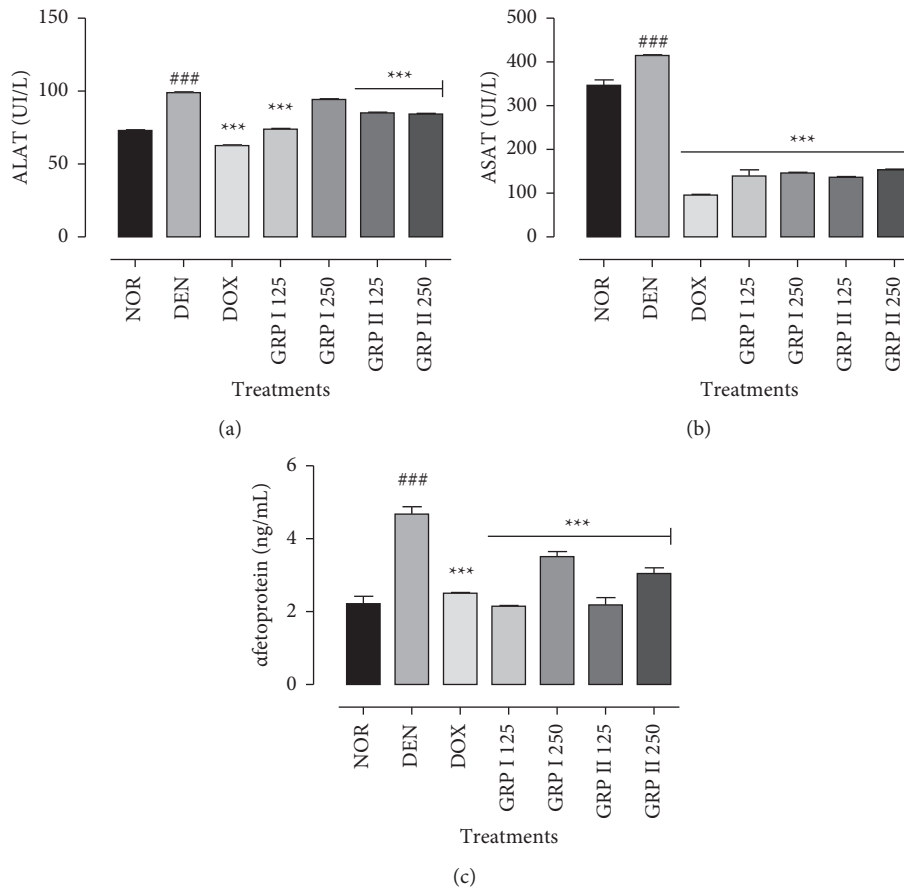 (a)
150
100
50
0
ALAT (UI/L)
###
***
***
***
NOR
DEN
DOX
GRP I 125
GRP I 250
GRP II 125
GRP II 250
Treatments
(b)
500
400
300
200
100
0
ASAT (UI/L)
###
***
NOR
DEN
DOX
GRP I 125
GRP I 250
GRP II 125
GRP II 250
Treatments
6
4
2
0
αfetoprotein (ng/mL)
###
***
***
NOR
DEN
DOX
GRP I 125
GRP I 250
GRP II 125
GRP II 250
Treatments
(c)